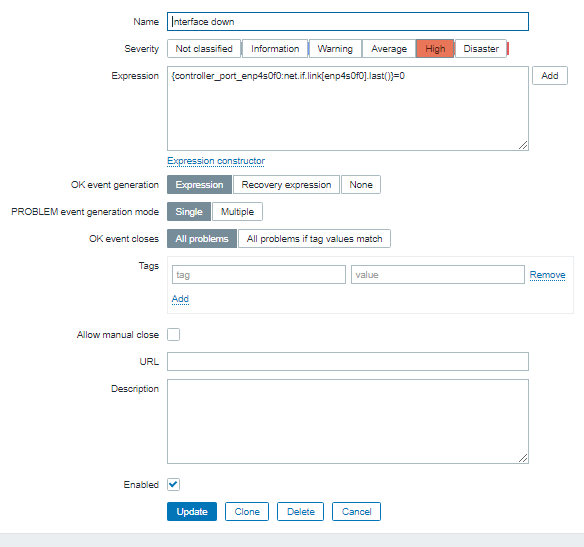 Name Interface down
Severity Not classified Information Warning Average High Disaster
Expression {controller_port_enp4s0f0:net.if.link[enp4s0f0].last()}=0 Add
Expression constructor
OK event generation Expression Recovery expression None
PROBLEM event generation mode Single Multiple
OK event closes All problems All problems if tag values match
Tags tag value Remove
Add
Allow manual close
URL
Description
Enabled
Update Clone Delete Cancel